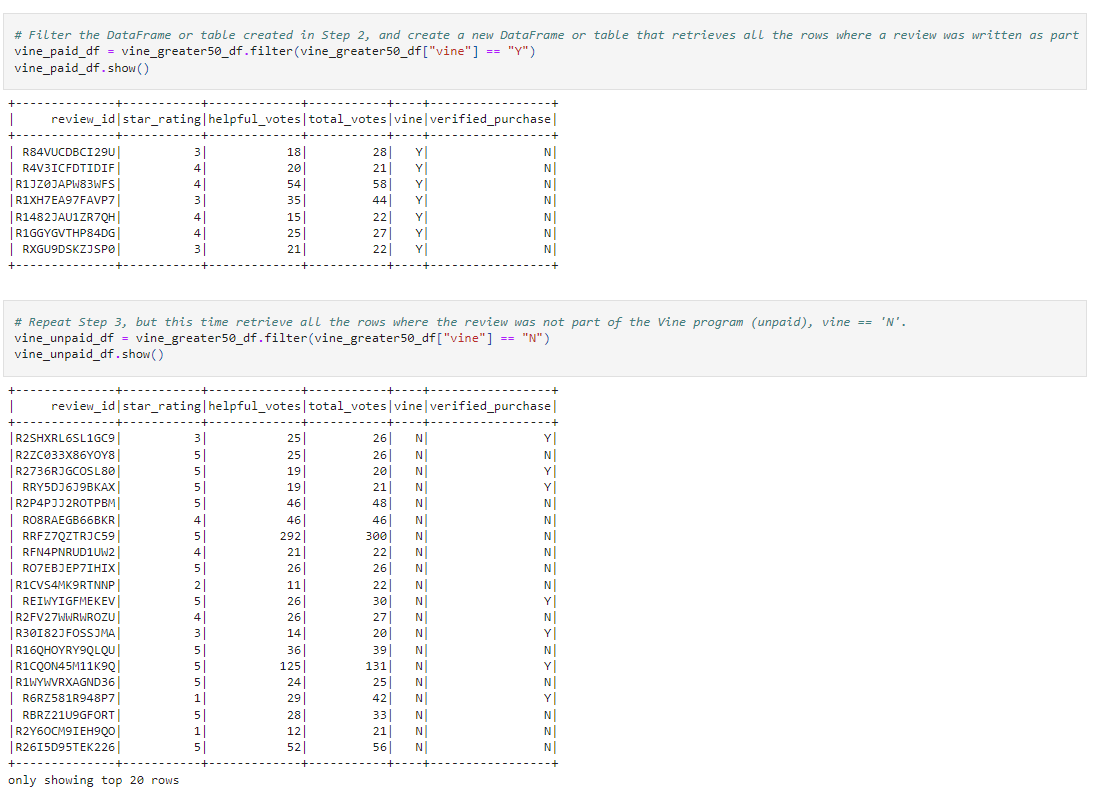 # Filter the DataFrame or table created in Step 2, and create a new DataFrame or table that retrieves all the rows where a review was written as part
vine_paid_df = vine_greater50_df.filter(vine_greater50_df["vine"] == "Y")
vine_paid_df.show()
+--------------+-----------+-------------+-----------+----+-----------------+
|     review_id|star_rating|helpful_votes|total_votes|vine|verified_purchase|
+--------------+-----------+-------------+-----------+----+-----------------+
| R84VUCDBCI29U|          3|           18|         28|   Y|                N|
| R4V3ICFDTIDIF|          4|           20|         21|   Y|                N|
|R1JZ0JAPW83WFS|          4|           54|         58|   Y|                N|
|R1XH7EA97FAVP7|          3|           35|         44|   Y|                N|
|R1482JAU1ZR7QH|          4|           15|         22|   Y|                N|
|R1GGYGVTHP84DG|          4|           25|         27|   Y|                N|
| RXGU9DSKZJSP0|          3|           21|         22|   Y|                N|
+--------------+-----------+-------------+-----------+----+-----------------+
# Repeat Step 3, but this time retrieve all the rows where the review was not part of the Vine program (unpaid), vine == 'N'.
vine_unpaid_df = vine_greater50_df.filter(vine_greater50_df["vine"] == "N")
vine_unpaid_df.show()
+--------------+-----------+-------------+-----------+----+-----------------+
|     review_id|star_rating|helpful_votes|total_votes|vine|verified_purchase|
+--------------+-----------+-------------+-----------+----+-----------------+
|R2SHXRL6SL1GC9|          3|           25|         26|   N|                Y|
|R2ZC033X86YOY8|          5|           25|         26|   N|                N|
|R2736RJGCOSL80|          5|           19|         20|   N|                Y|
| RRY5DJ6J9BKAX|          5|           19|         21|   N|                Y|
|R2P4PJJ2ROTPBM|          5|           46|         48|   N|                N|
| RO8RAEGB66BKR|          4|           46|         46|   N|                N|
| RRFZ7QZTRJC59|          5|          292|        300|   N|                N|
| RFN4PNRUD1UW2|          4|           21|         22|   N|                N|
| RO7EBJEP7IHIX|          5|           26|         26|   N|                N|
|R1CVS4MK9RTNNP|          2|           11|         22|   N|                N|
| REIWYIGFMEKEV|          5|           26|         30|   N|                Y|
|R2FV27WWRWROZU|          4|           26|         27|   N|                N|
|R30I82JFOSSJMA|          3|           14|         20|   N|                Y|
|R16QHOYRY9QLQU|          5|           36|         39|   N|                N|
|R1CQON45M11K9Q|          5|          125|        131|   N|                Y|
|R1WYWVRXAGND36|          5|           24|         25|   N|                N|
| R6RZ581R948P7|          1|           29|         42|   N|                Y|
| RBRZ21U9GFORT|          5|           28|         33|   N|                N|
|R2Y6OCM9IEH9QO|          1|           12|         21|   N|                N|
|R26I5D95TEK226|          5|           52|         56|   N|                N|
+--------------+-----------+-------------+-----------+----+-----------------+
only showing top 20 rows